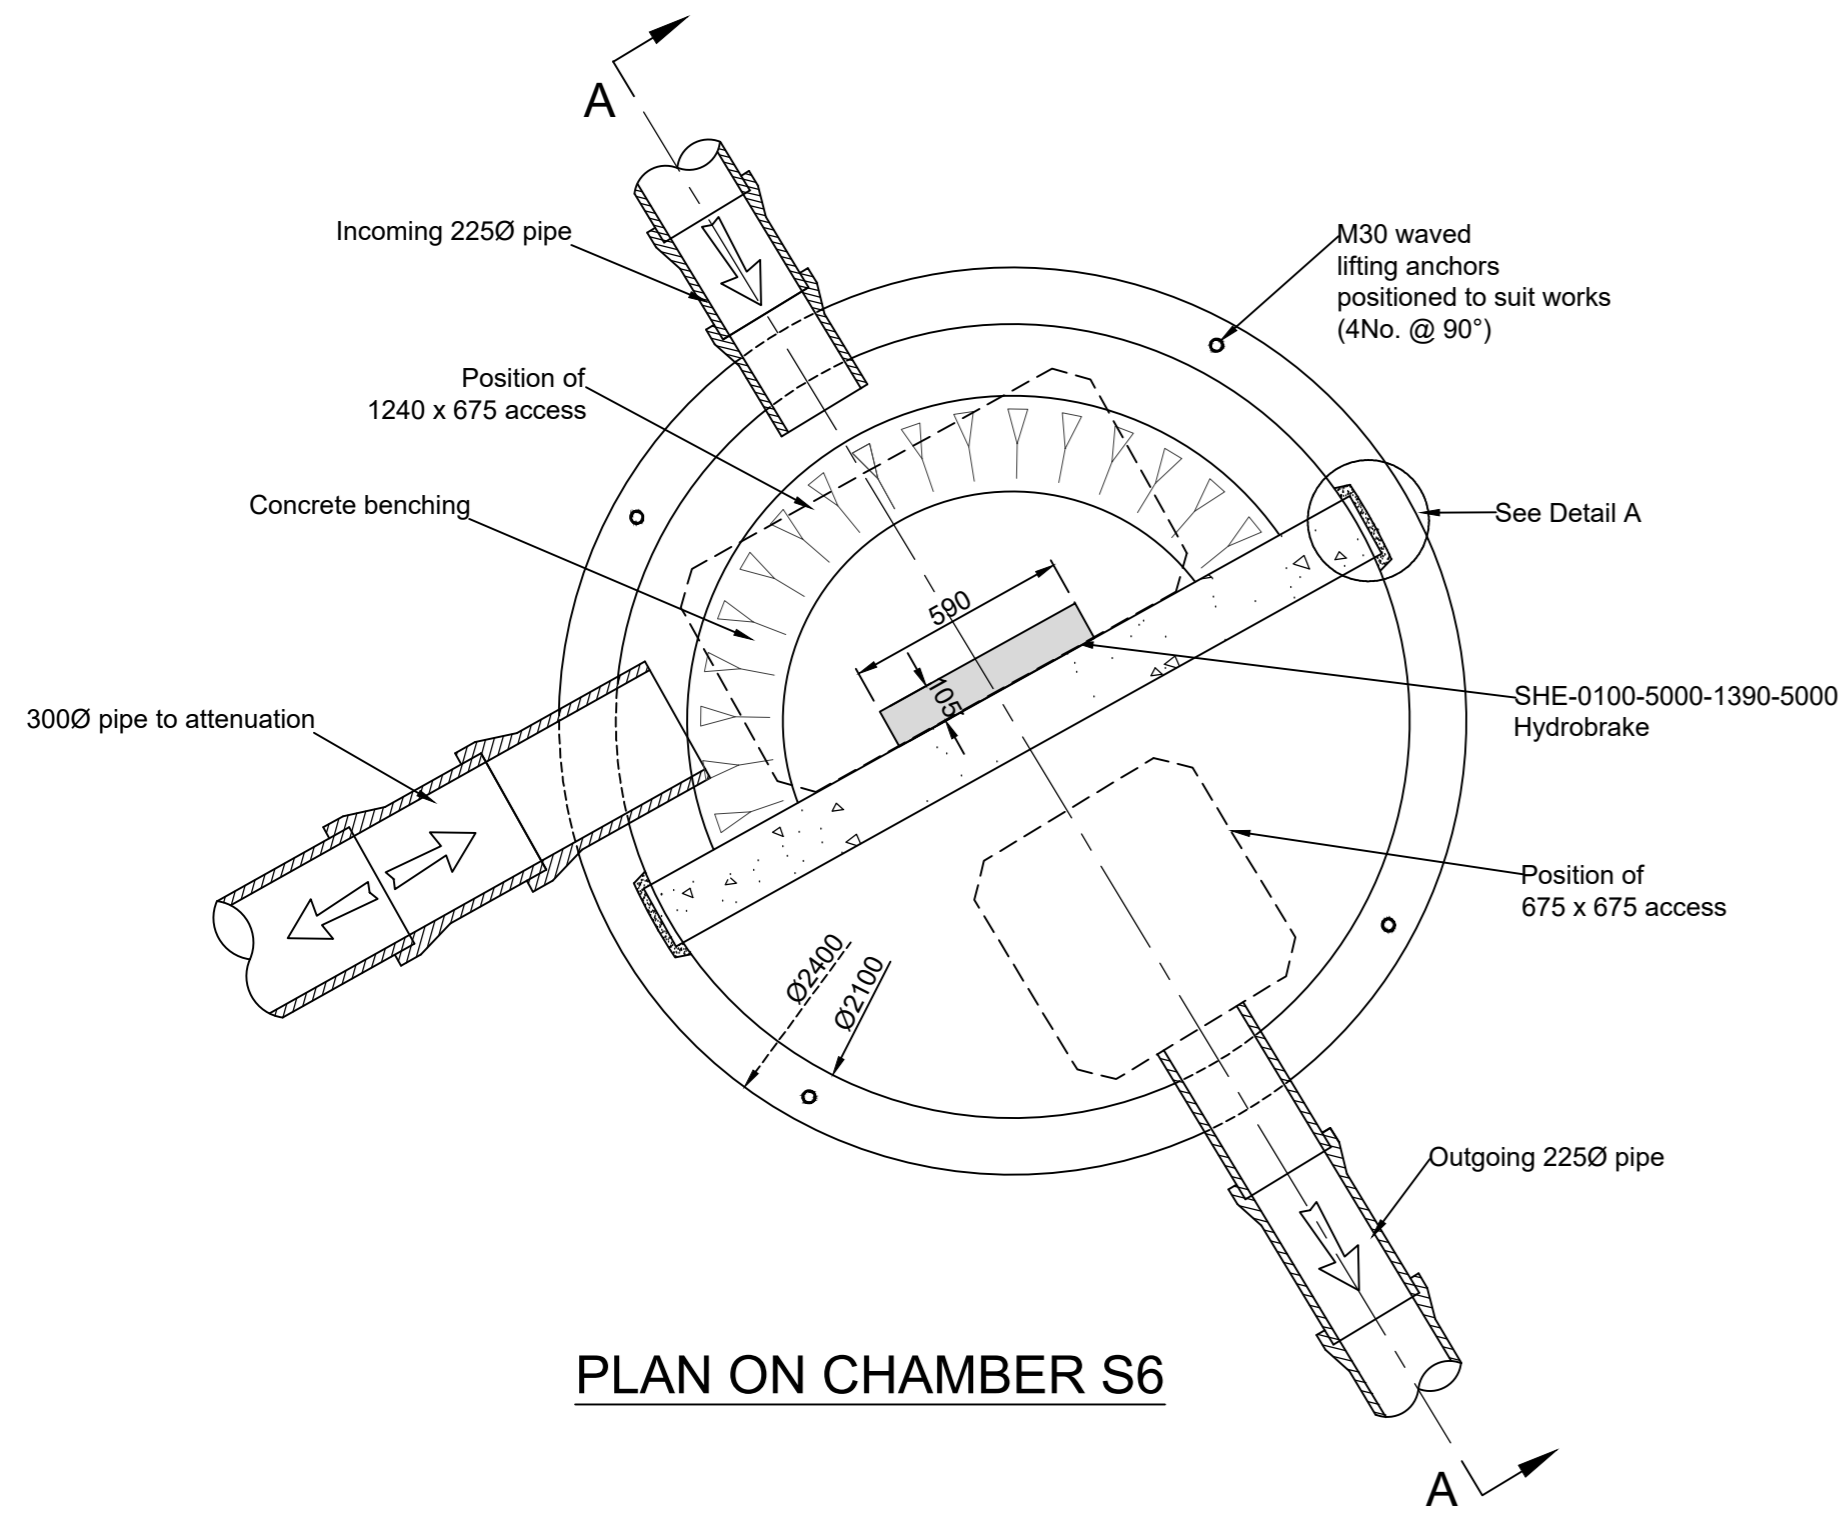 A
Incoming 225Ø pipe
M30 waved
lifting anchors
positioned to suit works
(4No. @ 90°)
Position of
1240 x 675 access
Concrete benching
See Detail A
590
105
SHE-0100-5000-1390-5000
Hydrobrake
300Ø pipe to attenuation
Position of
675 x 675 access
Ø2400
Ø2100
Outgoing 225Ø pipe
PLAN ON CHAMBER S6
A